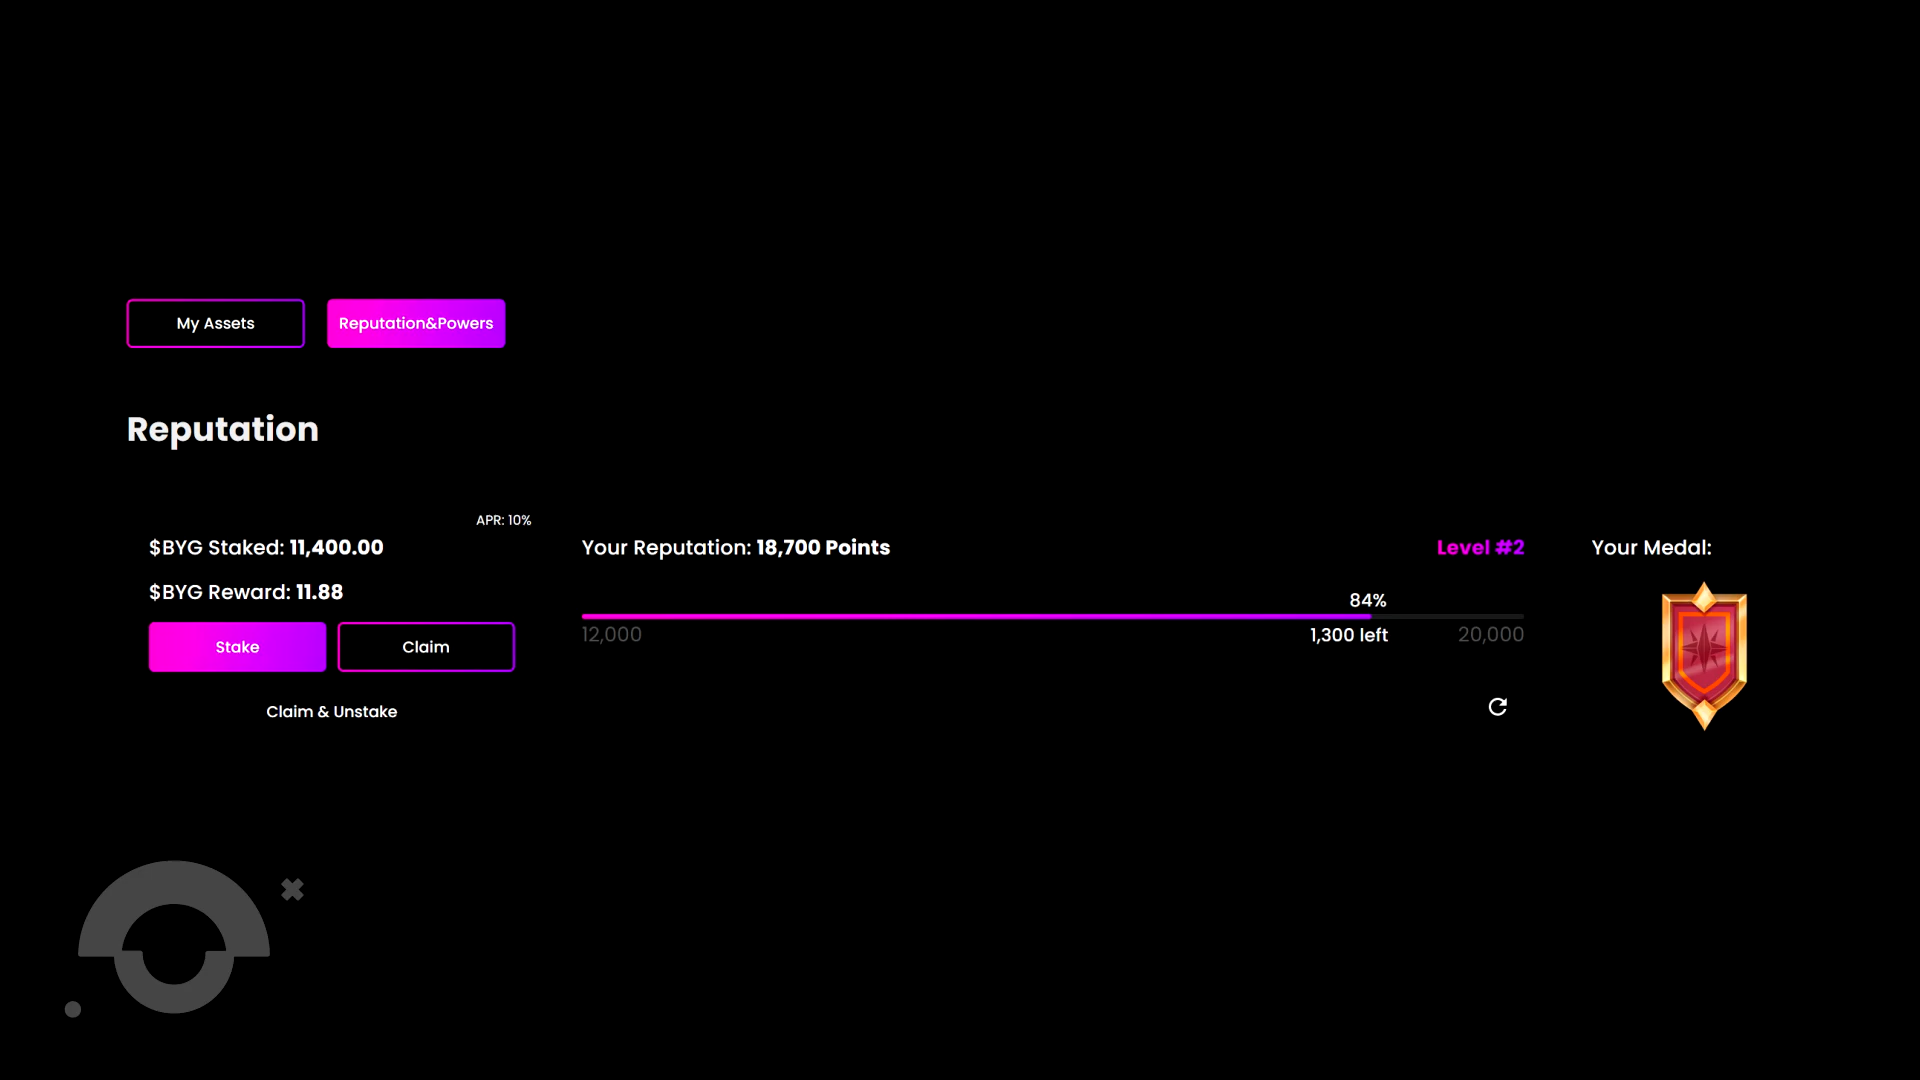 My Assets
Reputation&Powers
Reputation
APR: 10%
$BYG Staked: 11,400.00
$BYG Reward: 11.88
Stake
Claim
Claim & Unstake
Your Reputation: 18,700 Points
Level #2
84%
12,000
1,300 left
20,000
Your Medal: